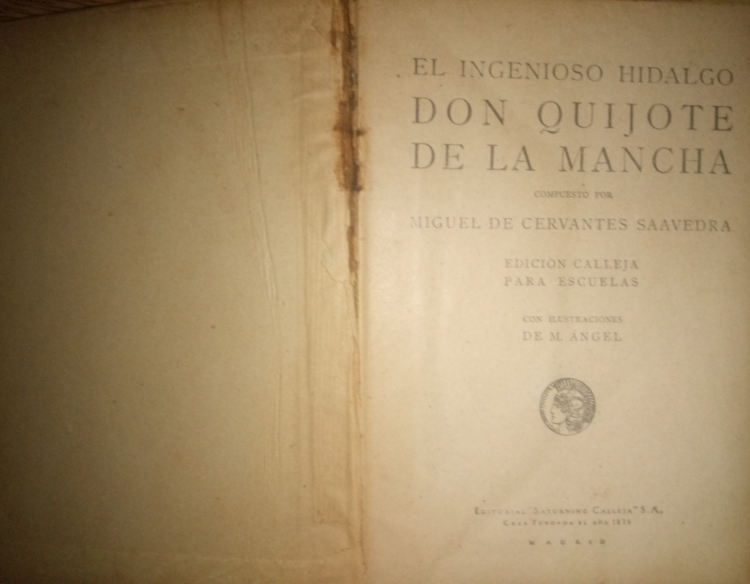 EL INGENIOSO HIDALGO
DON QUIJOTE
DE LA MANCHA
COMPUESTO POR
MIGUEL DE CERVANTES SAAVEDRA
EDICIÓN CALLEJA
PARA ESCUELAS
CON ILUSTRACIONES
DE M. ÁNGEL
EDITORIAL "SATURNINO CALLEJA" S.A.
CASA FUNDADA EL AÑO 1876
MADRID